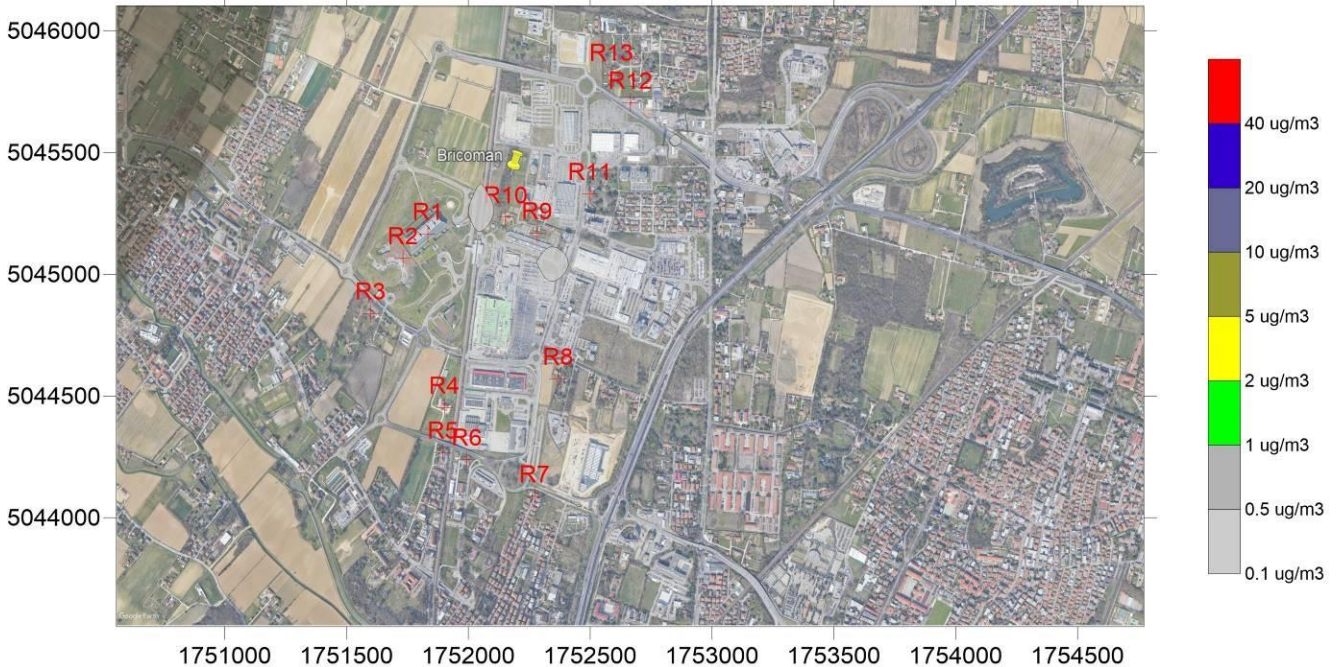 5046000
5045500
5045000
5044500
5044000
1751000 1751500 1752000 1752500 1753000 1753500 1754000 1754500
R13
R12
Bricoman
R11
R10
R9
R1
R2
R3
R8
R4
R5 R6
R7
Google Earth
40 ug/m3
20 ug/m3
10 ug/m3
5 ug/m3
2 ug/m3
1 ug/m3
0.5 ug/m3
0.1 ug/m3